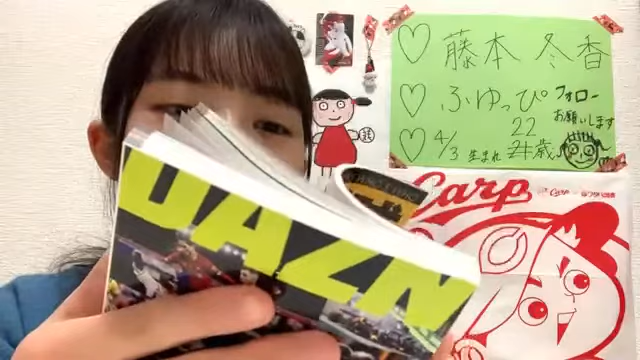 ♡ 藤本 冬香
♡ ふゆっぴ フォロー
お願いします
22
♡ 4/3 生まれ 21歳
Carp
DAZN